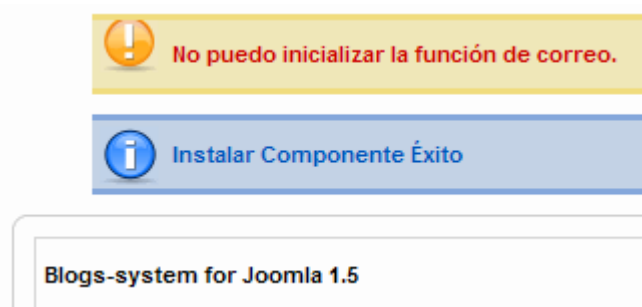 No puedo inicializar la función de correo.
Instalar Componente Éxito
Blogs-system for Joomla 1.5